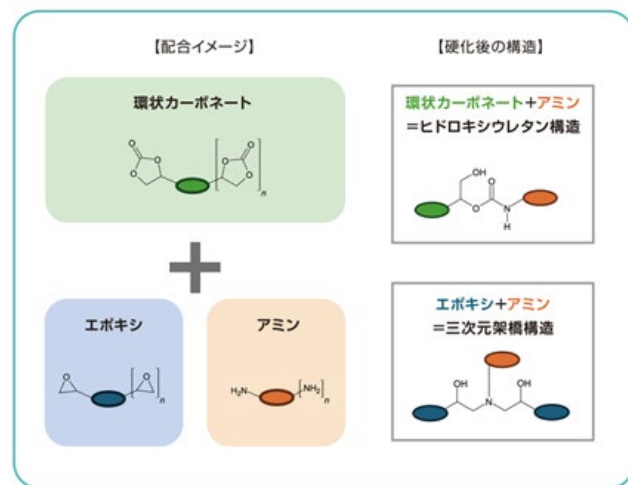 【配合イメージ】
【硬化後の構造】
環状カーボネート
O
O
O
O
O
O
n
環状カーボネート+アミン
=ヒドロキシウレタン構造
OH
O
O
N
H
エポキシ
O
O
n
アミン
H₂N
NH₂
n
エポキシ+アミン
=三次元架橋構造
OH
OH
N